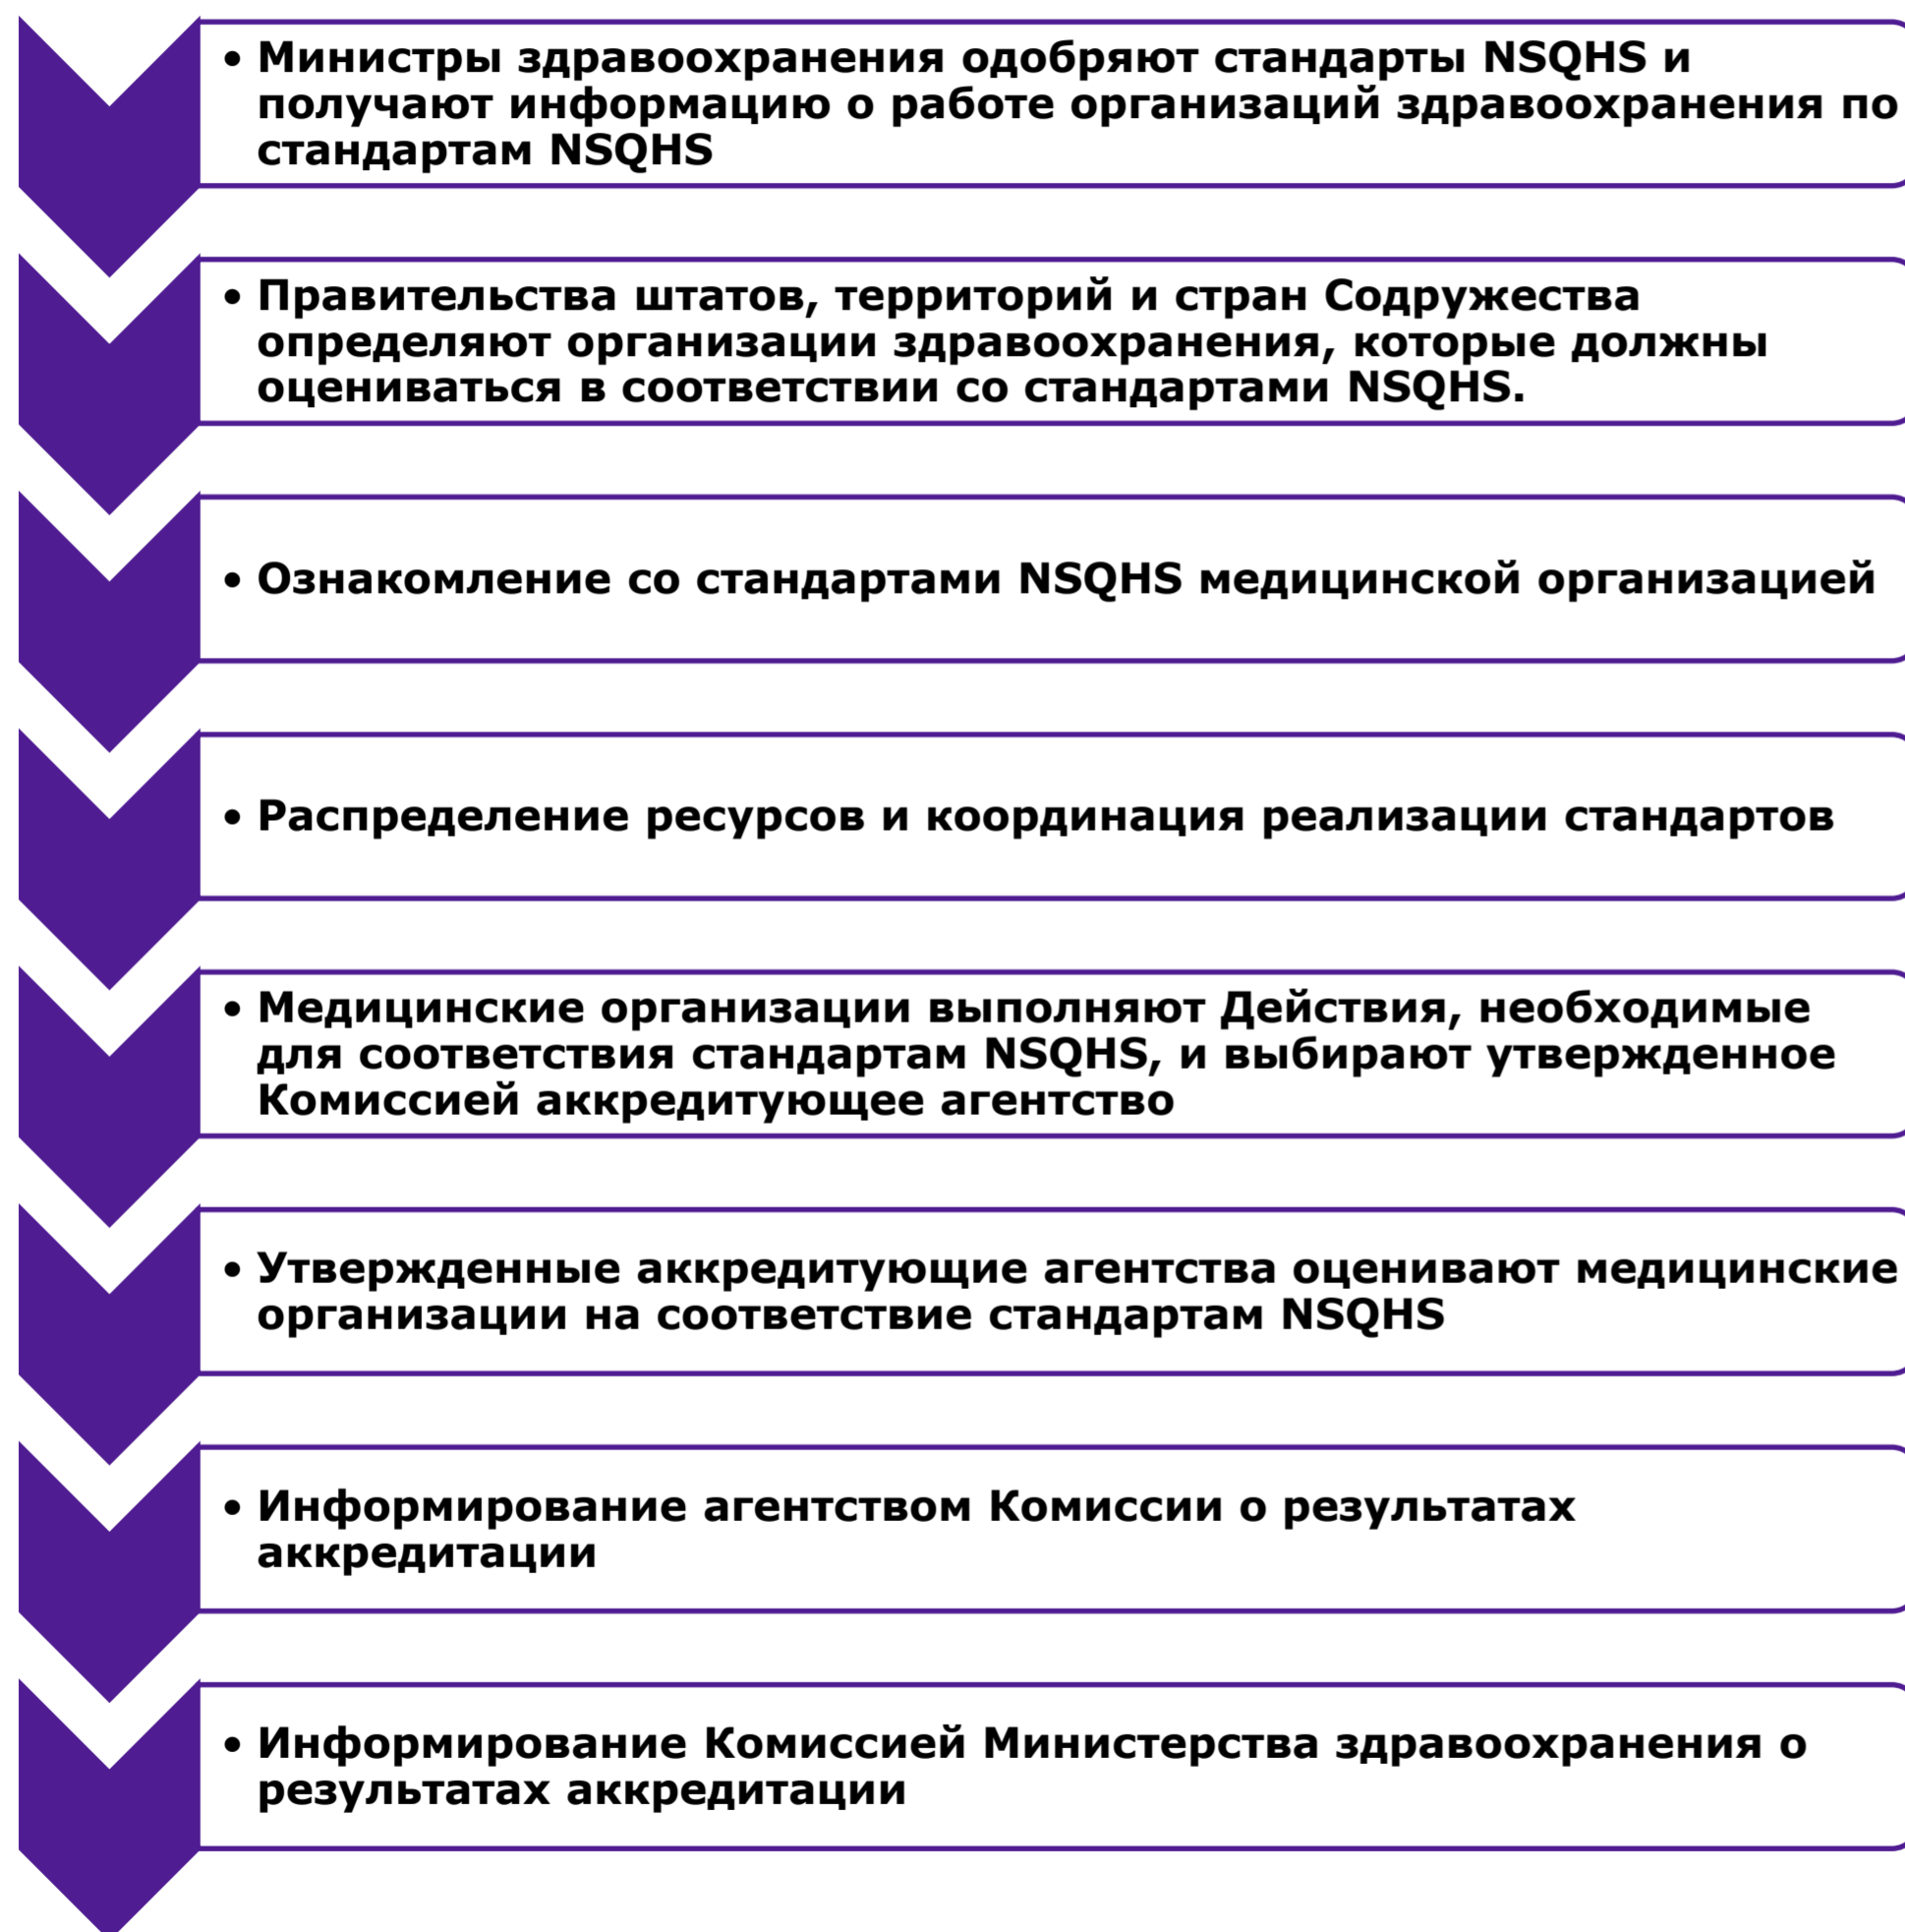 • Министры здравоохранения одобряют стандарты NSQHS и
получают информацию о работе организаций здравоохранения по
стандартам NSQHS
• Правительства штатов, территорий и стран Содружества
определяют организации здравоохранения, которые должны
оцениваться в соответствии со стандартами NSQHS.
• Ознакомление со стандартами NSQHS медицинской организацией
• Распределение ресурсов и координация реализации стандартов
• Медицинские организации выполняют Действия, необходимые
для соответствия стандартам NSQHS, и выбирают утвержденное
Комиссией аккредитующее агентство
• Утвержденные аккредитующие агентства оценивают медицинские
организации на соответствие стандартам NSQHS
• Информирование агентством Комиссии о результатах
аккредитации
• Информирование Комиссией Министерства здравоохранения о
результатах аккредитации